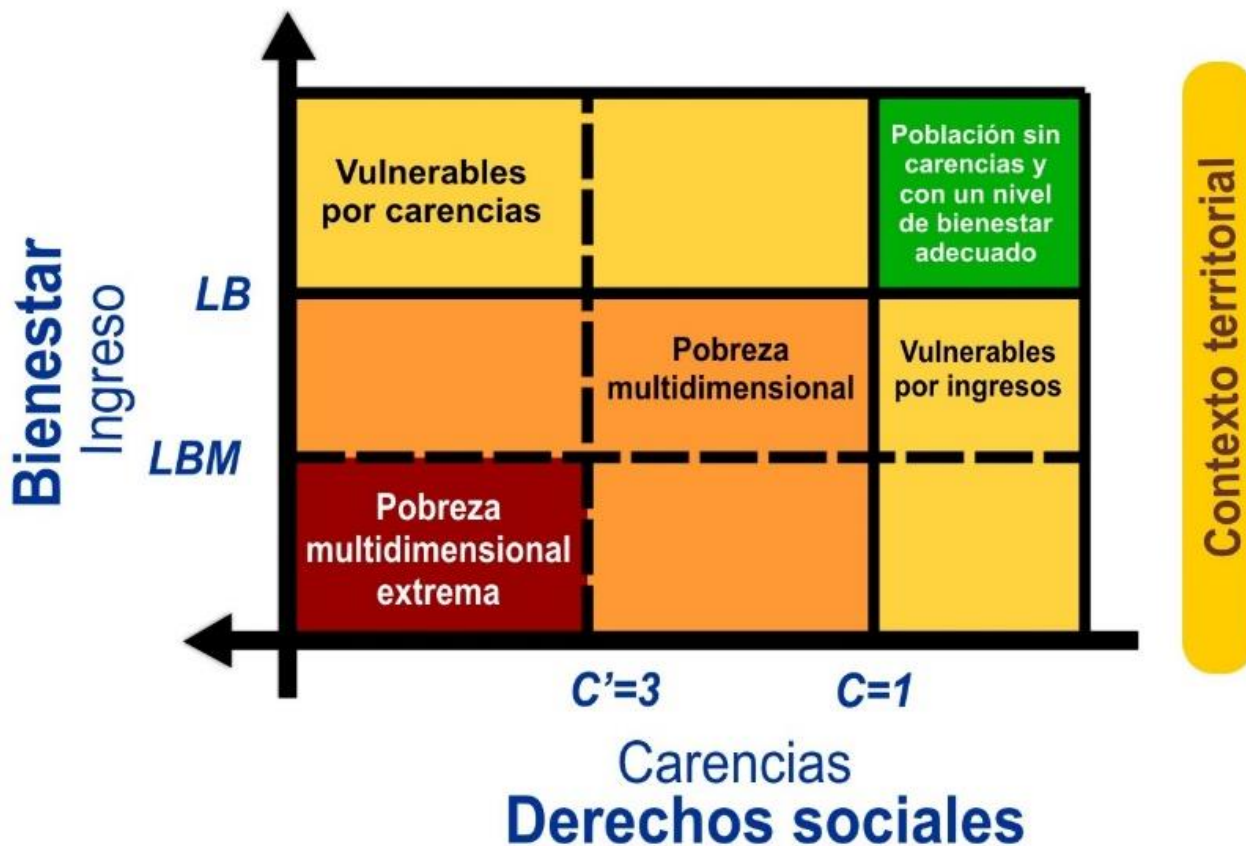 Vulnerables
por carencias
Población sin
carencias y
con un nivel
de bienestar
adecuado
Bienestar
Ingreso
LB
LBM
Pobreza
multidimensional
Vulnerables
por ingresos
Pobreza
multidimensional
extrema
C’=3
C=1
Carencias
Derechos sociales
Contexto territorial